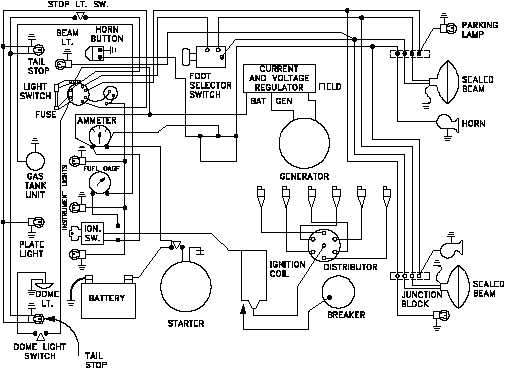 STOP LT. SW.
BEAM
LT.
HORN
BUTTON
PARKING
LAMP
TAIL
STOP
LIGHT
SWITCH
FOOT
SELECTOR
SWITCH
CURRENT
AND VOLTAGE
REGULATOR
FIELD
BAT GEN
SEALED
BEAM
FUSE
AMMETER
HORN
GAS
TANK
UNIT
FUEL GAGE
INSTRUMENT LIGHTS
GENERATOR
IGN.
SW.
PLATE
LIGHT
IGNITION
COIL
DISTRIBUTOR
DOME
LT.
BATTERY
STARTER
BREAKER
JUNCTION
BLOCK
SEALED
BEAM
DOME LIGHT
SWITCH
TAIL
STOP